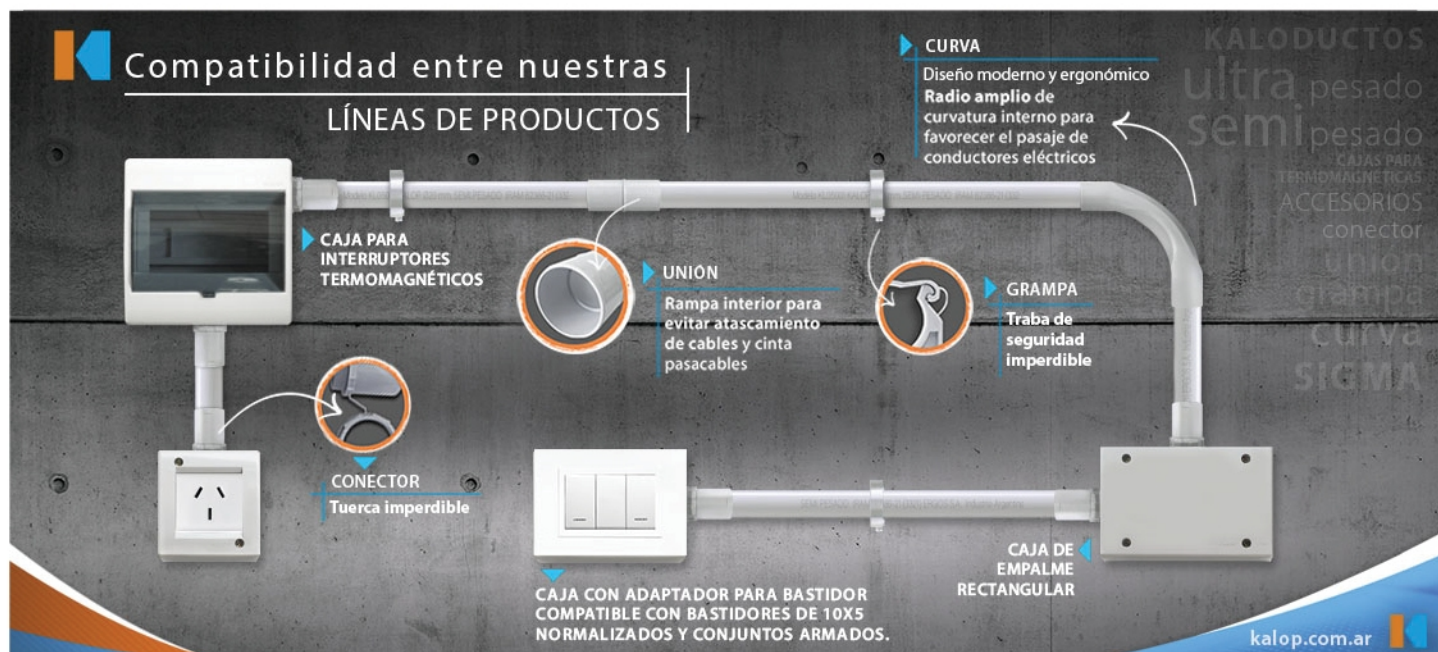 Compatibilidad entre nuestras
LÍNEAS DE PRODUCTOS
CURVA
Diseño moderno y ergonómico
Radio amplio de
curvatura interno para
favorecer el pasaje de
conductores eléctricos
KALODUCTOS
ultra pesado
semi pesado
CAJAS PARA
TERMOMAGNÉTICAS
ACCESORIOS
conector
unión
grampa
curva
SIGMA
CAJA PARA
INTERRUPTORES
TERMOMAGNÉTICOS
UNIÓN
Rampa interior para
evitar atascamiento
de cables y cinta
pasacables
GRAMPA
Traba de
seguridad
imperdible
CONECTOR
Tuerca imperdible
CAJA CON ADAPTADOR PARA BASTIDOR
COMPATIBLE CON BASTIDORES DE 10X5
NORMALIZADOS Y CONJUNTOS ARMADOS.
CAJA DE
EMPALME
RECTANGULAR
kalop.com.ar